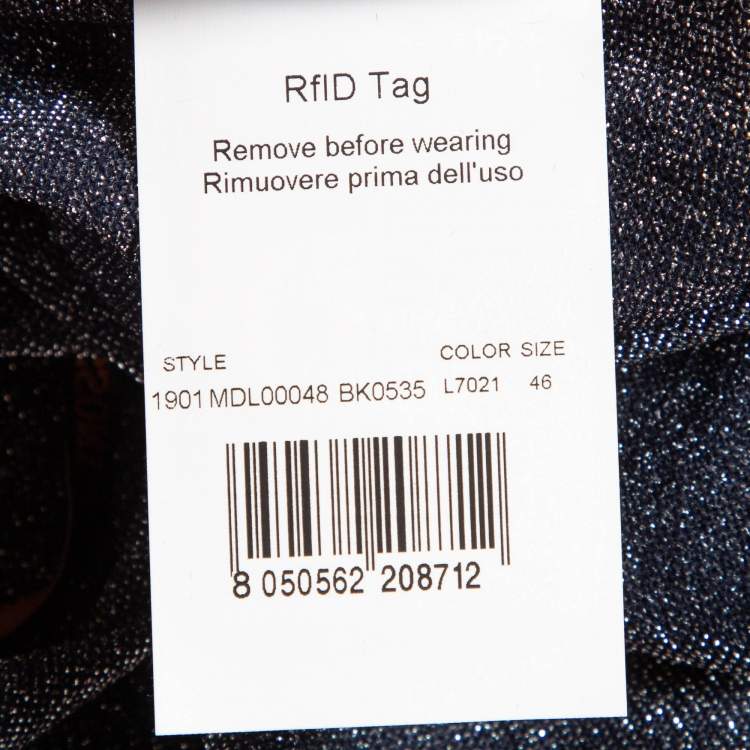 RfID Tag
Remove before wearing
Rimuovere prima dell'uso
STYLE COLOR SIZE
1901 MDL00048 BK0535 L7021 46
8 050562 208712